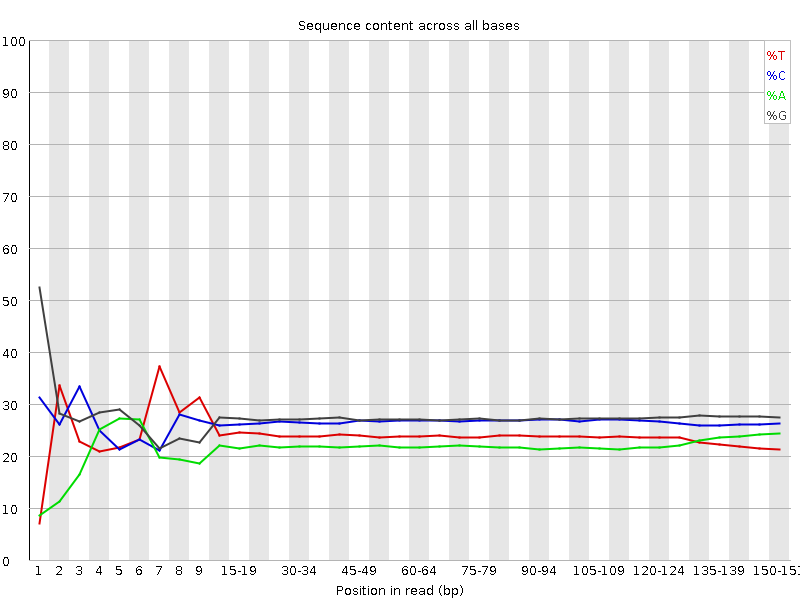 Sequence content across all bases
100
90
80
70
60
50
40
30
20
10
0
%T
%C
%A
%G
1 2 3 4 5 6 7 8 9 15-19 30-34 45-49 60-64 75-79 90-94 105-109 120-124 135-139 150-151
Position in read (bp)